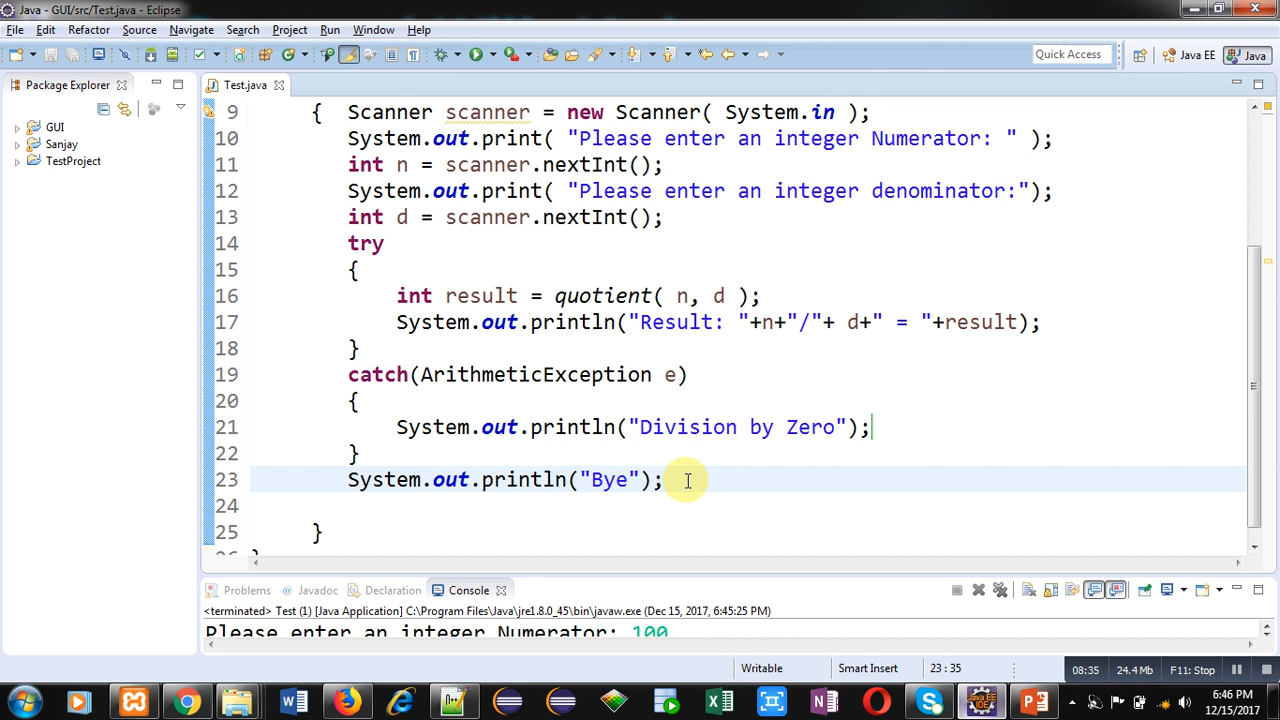 Java - GUI/src/Test.java - Eclipse
File Edit Refactor Source Navigate Search Project Run Window Help
Quick Access
Java EE
Java
Package Explorer
Test.java
GUI
Sanjay
TestProject
9 { Scanner scanner = new Scanner( System.in );
10 System.out.print( "Please enter an integer Numerator: " );
11 int n = scanner.nextInt();
12 System.out.print( "Please enter an integer denominator:");
13 int d = scanner.nextInt();
14 try
15 {
16 int result = quotient( n, d );
17 System.out.println("Result: "+n+"/"+ d+" = "+result);
18 }
19 catch(ArithmeticException e)
20 {
21 System.out.println("Division by Zero");
22 }
23 System.out.println("Bye");
24
25 }
26 }
Problems Javadoc Declaration Console
<terminated> Test (1) [Java Application] C:\Program Files\Java\jre1.8.0_45\bin\javaw.exe (Dec 15, 2017, 6:45:25 PM)
Please enter an integer Numerator: 100
Writable Smart Insert 23 : 35 08:35 24.4 Mb F11: Stop
6:46 PM
12/15/2017